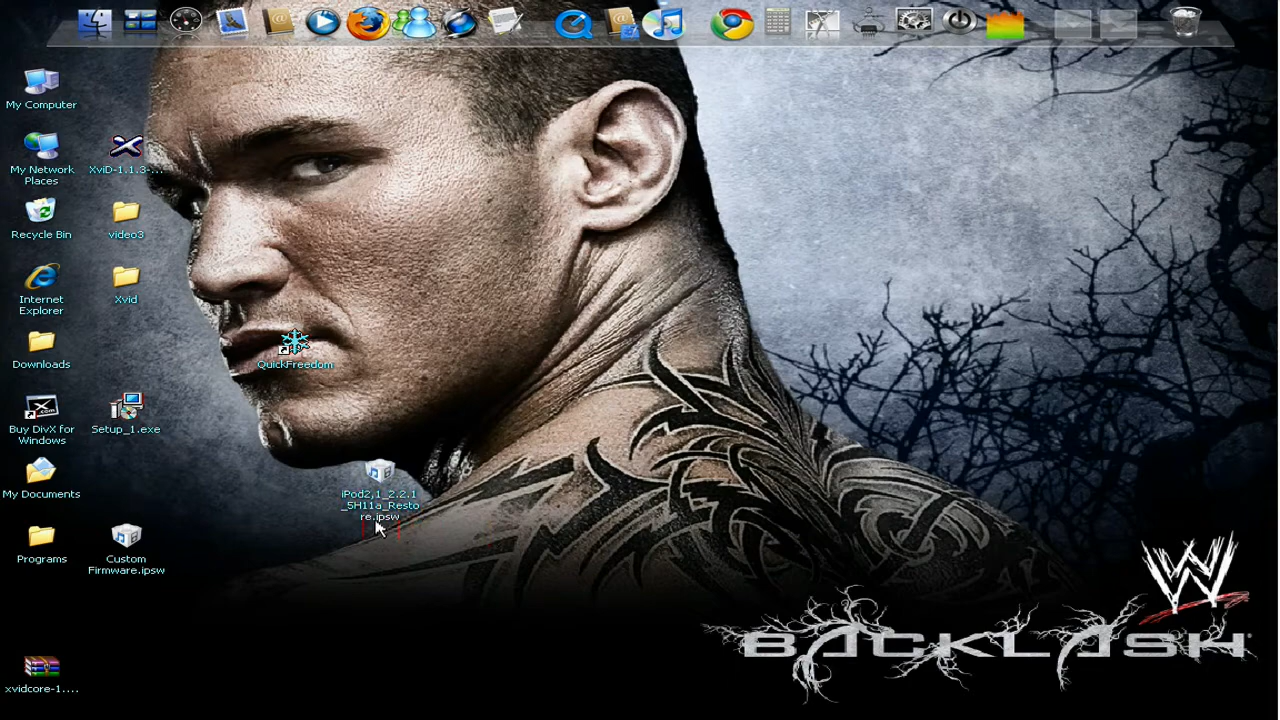 My Computer
My Network
Places
XviD-1.1.3-...
Recycle Bin
video3
Internet
Explorer
Xvid
QuickFreedom
Downloads
Buy DivX for
Windows
Setup_1.exe
My Documents
iPod2,1_2.2.1
_5H11a_Resto
re.ipsw
Programs
Custom
Firmware.ipsw
W
BACKLASH
xvidcore-1....